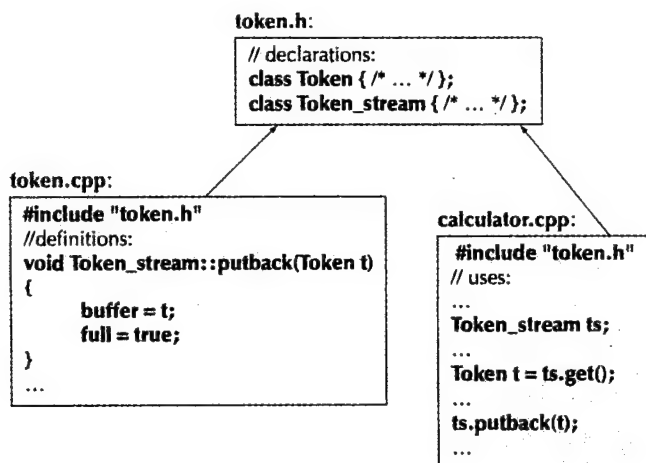 token.h:
// declarations:
class Token { /* ... */ };
class Token_stream { /* ... */ };
token.cpp:
#include "token.h"
//definitions:
void Token_stream::putback(Token t)
{
buffer = t;
full = true;
}
...
calculator.cpp:
#include "token.h"
// uses:
...
Token_stream ts;
...
Token t = ts.get();
...
ts.putback(t);
...